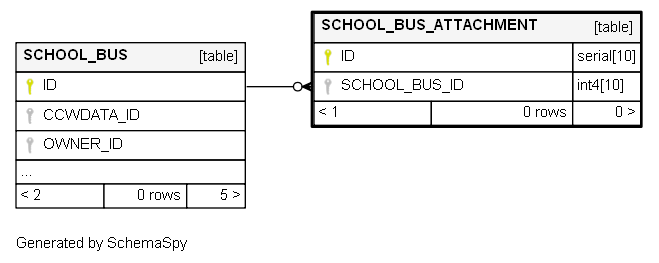 SCHOOL_BUS_ATTACHMENT [table]
ID serial[10]
SCHOOL_BUS_ID int4[10]
< 1 0 rows 0 >
SCHOOL_BUS [table]
ID
CCWDATA_ID
OWNER_ID
...
< 2 0 rows 5 >
Generated by SchemaSpy